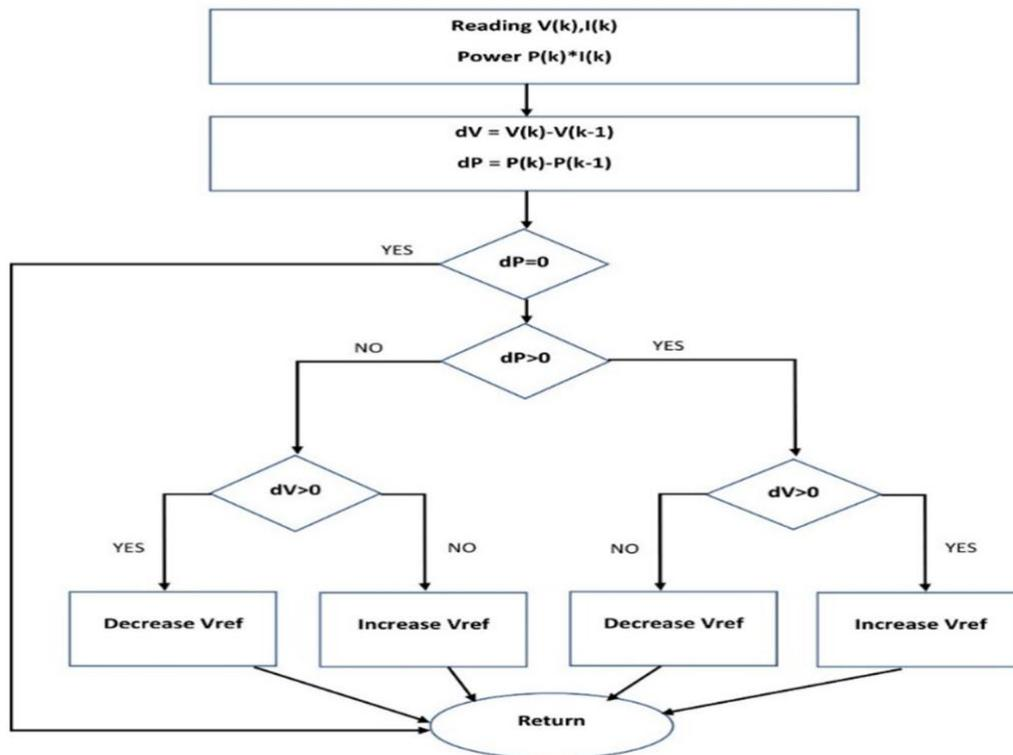 Reading V(k),I(k)
Power P(k)*I(k)
dV = V(k)-V(k-1)
dP = P(k)-P(k-1)
YES
dP=0
NO
dP>0
YES
dV>0
dV>0
YES
NO
NO
YES
Decrease Vref
Increase Vref
Decrease Vref
Increase Vref
Return